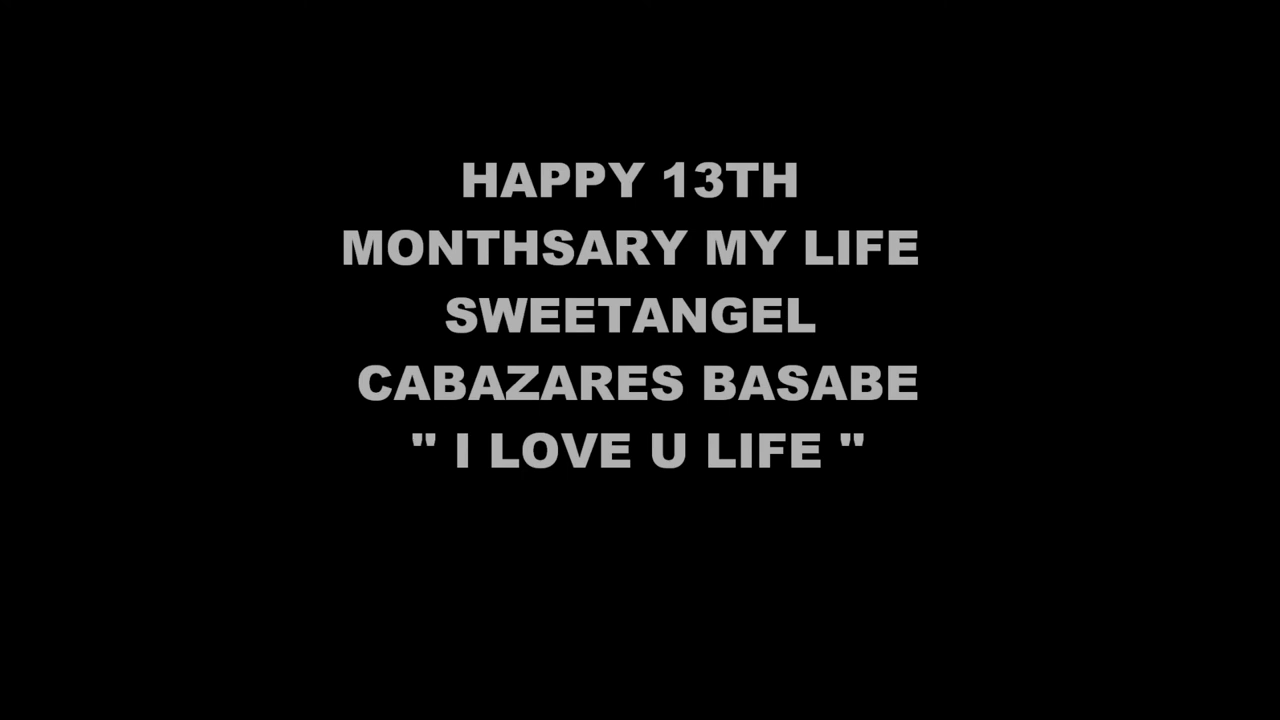 HAPPY 13TH
MONTHSARY MY LIFE
SWEETANGEL
CABAZARES BASABE
" I LOVE U LIFE "